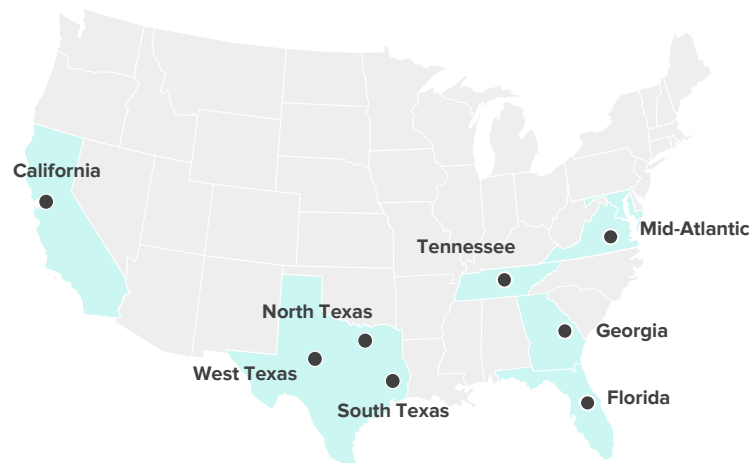 California
Mid-Atlantic
Tennessee
North Texas
Georgia
West Texas
Florida
South Texas